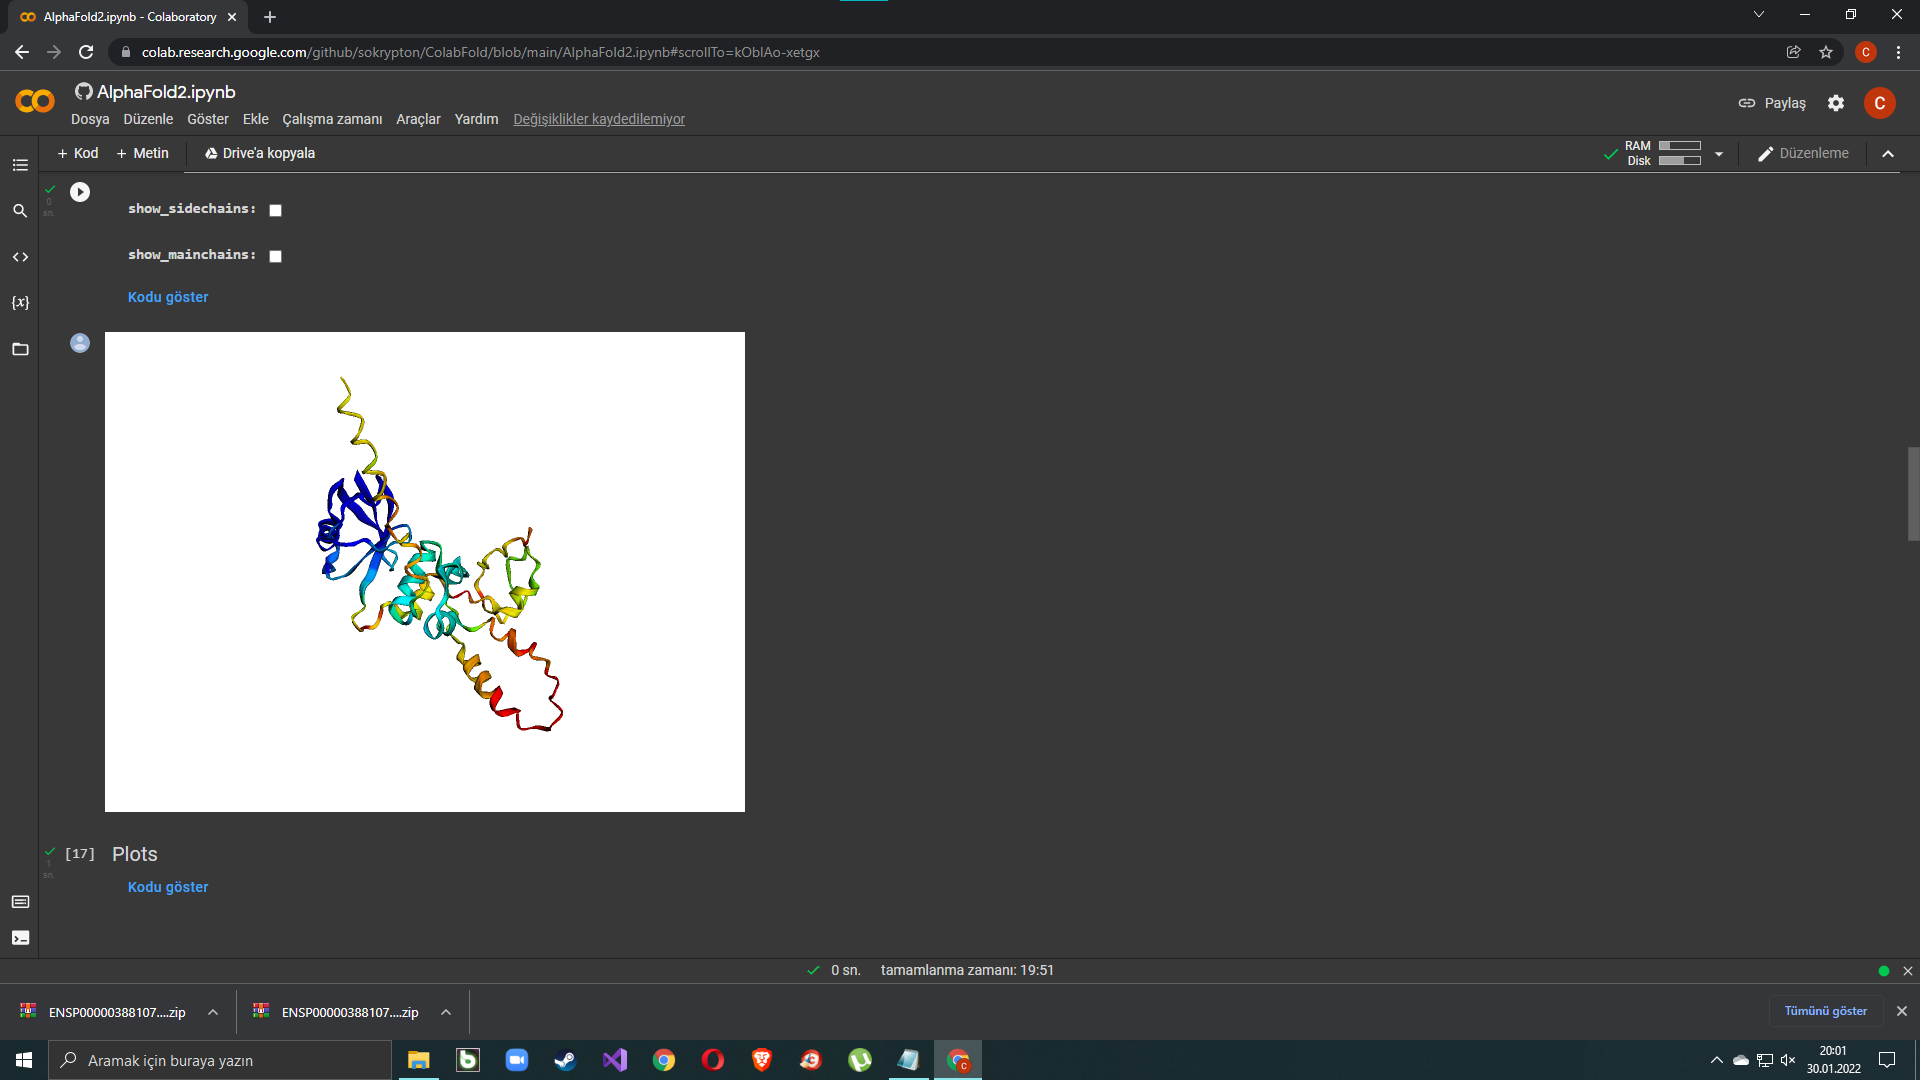 AlphaFold2.ipynb - Colaboratory
colab.research.google.com/github/sokrypton/ColabFold/blob/main/AlphaFold2.ipynb#scrollTo=kOblAo-xetgx
C
AlphaFold2.ipynb
Dosya Düzenle Göster Ekle Çalışma zamanı Araçlar Yardım Değişiklikler kaydedilemiyor
Paylaş
C
+ Kod + Metin Drive'a kopyala
RAM
Disk
Düzenleme
0
sn.
show_sidechains:
show_mainchains:
Kodu göster
{x}
[17] Plots
1
sn.
Kodu göster
0 sn. tamamlanma zamanı: 19:51
ENSP00000388107....zip
ENSP00000388107....zip
Tümünü göster
Aramak için buraya yazın
20:01
30.01.2022